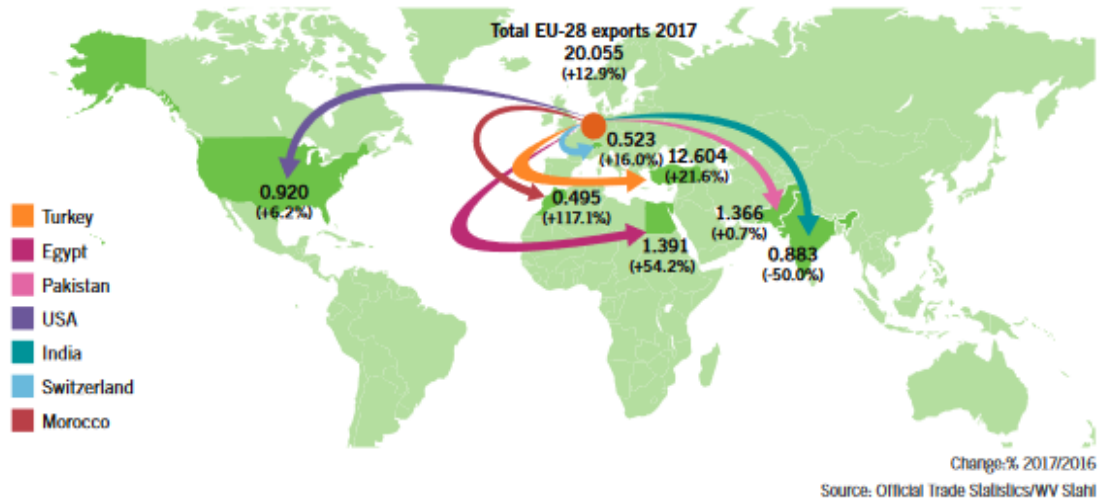 Total EU-28 exports 2017
20.055
(+12.9%)
0.523
(+16.0%)
12.604
(+21.6%)
0.920
(+6.2%)
0.495
(+117.1%)
1.366
(+0.7%)
1.391
(+54.2%)
0.883
(-50.0%)
Turkey
Egypt
Pakistan
USA
India
Switzerland
Morocco
Change:% 2017/2016
Source: Official Trade Statistics/WV Stahl